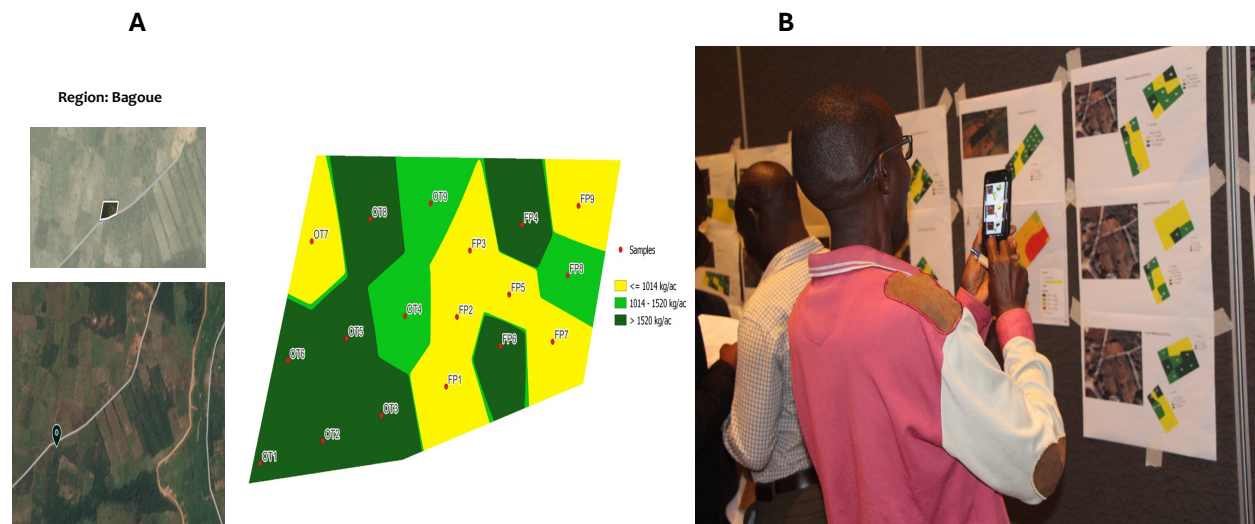 A
B
Region: Bagoue
OT8
OT9
FP4
FP9
OT7
FP3
FP8
FP5
OT4
FP2
OT5
FP6
FP7
OT6
FP1
OT3
OT2
OT1
Samples
<= 1014 kg/ac
1014 - 1520 kg/ac
> 1520 kg/ac